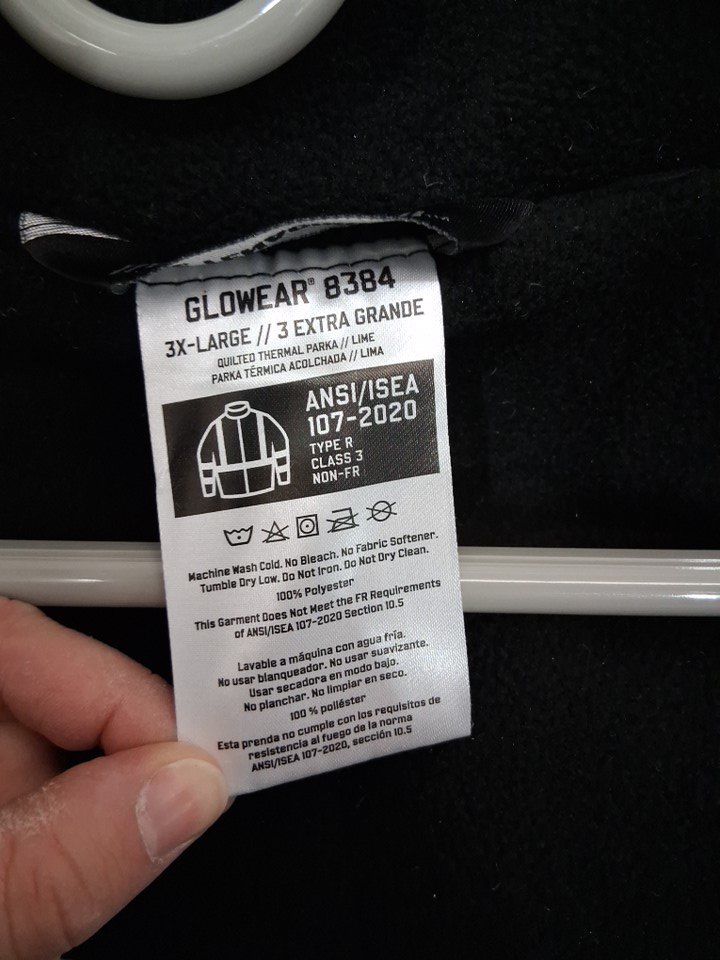 GLOWEAR® 8384
3X-LARGE // 3 EXTRA GRANDE
QUILTED THERMAL PARKA // LIME
PARKA TÉRMICA ACOLCHADA // LIMA
ANSI/ISEA
107-2020
TYPE R
CLASS 3
NON-FR
Machine Wash Cold. No Bleach. No Fabric Softener.
Tumble Dry Low. Do Not Iron. Do Not Dry Clean.
100% Polyester
This Garment Does Not Meet the FR Requirements
of ANSI/ISEA 107-2020 Section 10.5
Lavable a máquina con agua fría.
No usar blanqueador. No usar suavizante.
Usar secadora en modo bajo.
No planchar. No limpiar en seco.
100 % poliéster
Esta prenda no cumple con los requisitos de
resistencia al fuego de la norma
ANSI/ISEA 107-2020, sección 10.5